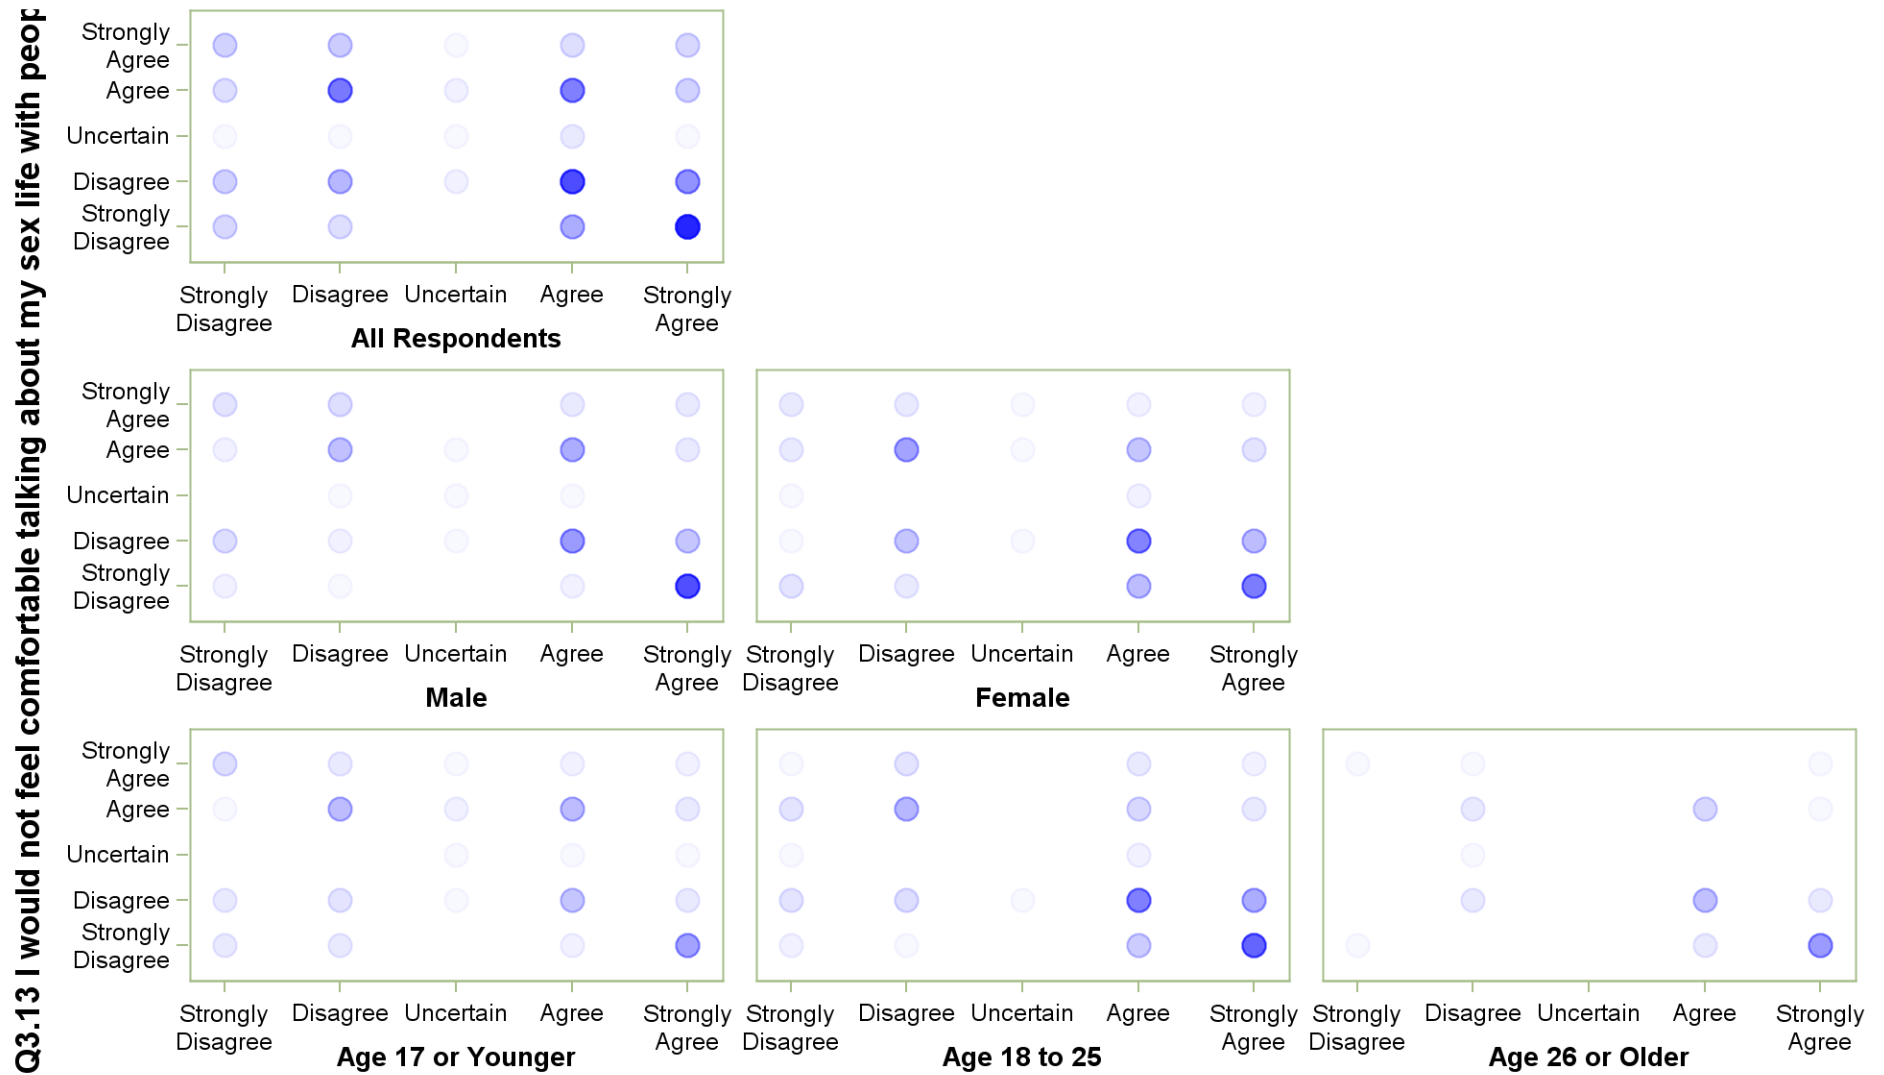 Q3.13 I would not feel comfortable talking about my sex life with
Strongly
Agree
Agree
Uncertain
Disagree
Strongly
Disagree
Strongly Disagree Uncertain Agree Strongly
Disagree Agree
All Respondents
Strongly
Agree
Agree
Uncertain
Disagree
Strongly
Disagree
Strongly Disagree Uncertain Agree Strongly Strongly Disagree Uncertain Agree Strongly
Disagree Agree Disagree Agree
Male Female
Strongly
Agree
Agree
Uncertain
Disagree
Strongly
Disagree
Strongly Disagree Uncertain Agree Strongly Strongly Disagree Uncertain Agree Strongly Strongly Disagree Uncertain Agree Strongly
Disagree Agree Disagree Agree Disagree Agree
Age 17 or Younger Age 18 to 25 Age 26 or Older